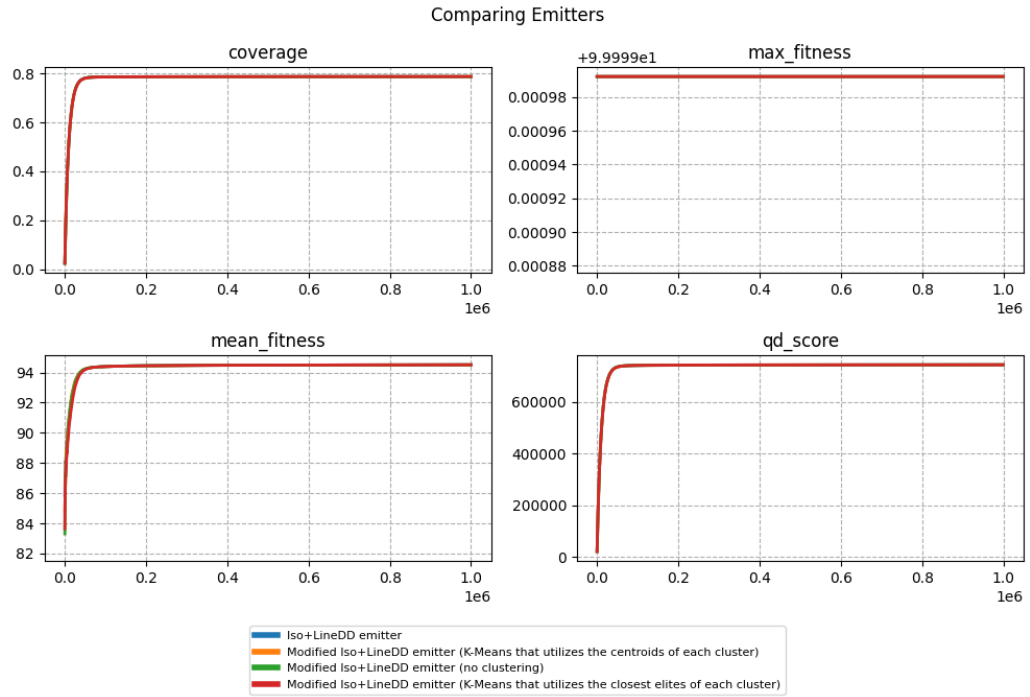 Comparing Emitters
coverage
0.8
0.6
0.4
0.2
0.0
0.0 0.2 0.4 0.6 0.8 1.0
1e6
max_fitness
+9.9999e1
0.00098
0.00096
0.00094
0.00092
0.00090
0.00088
0.0 0.2 0.4 0.6 0.8 1.0
1e6
mean_fitness
94
92
90
88
86
84
82
0.0 0.2 0.4 0.6 0.8 1.0
1e6
qd_score
600000
400000
200000
0
0.0 0.2 0.4 0.6 0.8 1.0
1e6
Iso+LineDD emitter
Modified Iso+LineDD emitter (K-Means that utilizes the centroids of each cluster)
Modified Iso+LineDD emitter (no clustering)
Modified Iso+LineDD emitter (K-Means that utilizes the closest elites of each cluster)